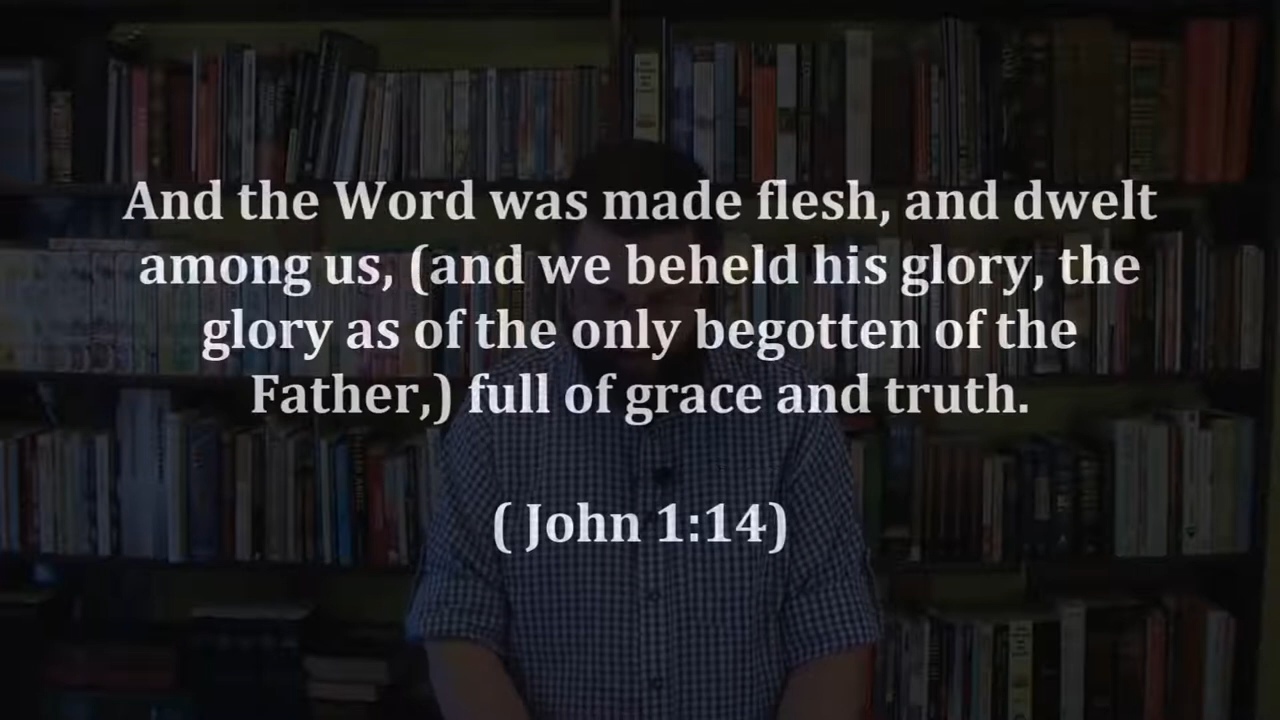 And the Word was made flesh, and dwelt
among us, (and we beheld his glory, the
glory as of the only begotten of the
Father,) full of grace and truth.
( John 1:14)